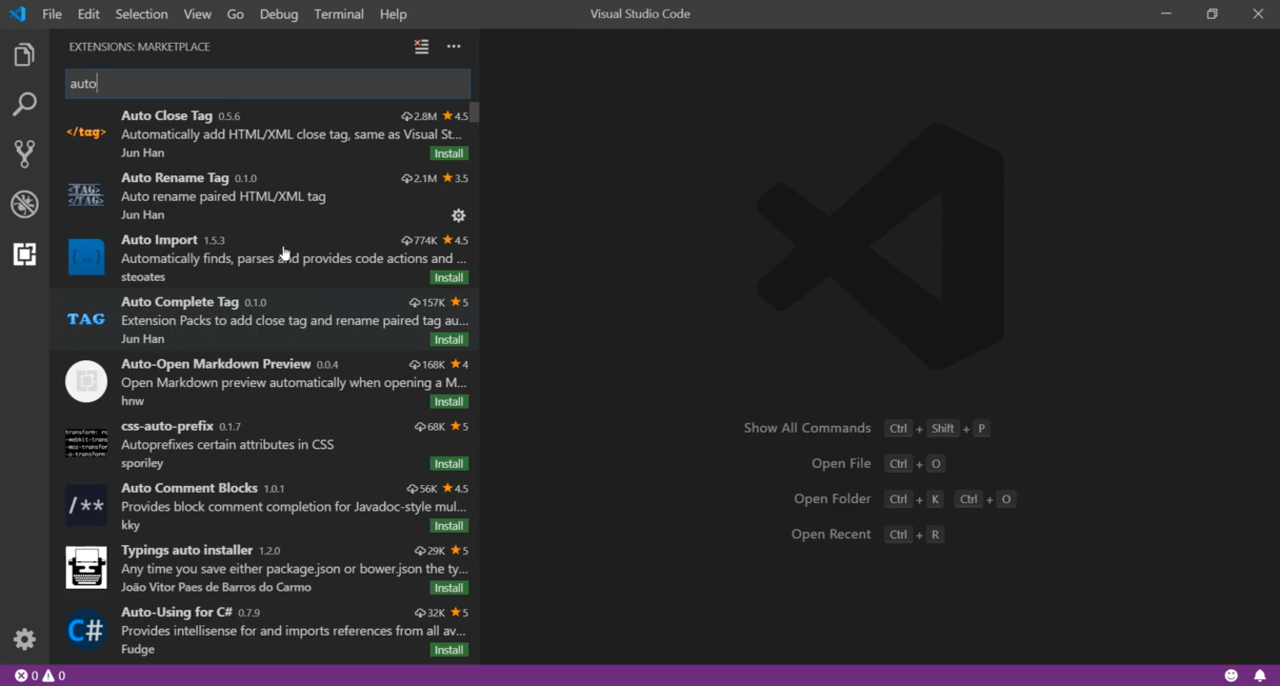 File Edit Selection View Go Debug Terminal Help Visual Studio Code
EXTENSIONS: MARKETPLACE
auto
Auto Close Tag 0.5.6 2.8M 4.5
</tag> Automatically add HTML/XML close tag, same as Visual St...
Jun Han Install
Auto Rename Tag 0.1.0 2.1M 3.5
<TAG> Auto rename paired HTML/XML tag
</TAG>
Jun Han
Auto Import 1.5.3 774K 4.5
Automatically finds, parses and provides code actions and ...
steoates Install
Auto Complete Tag 0.1.0 157K 5
TAG Extension Packs to add close tag and rename paired tag au...
Jun Han Install
Auto-Open Markdown Preview 0.0.4 168K 4
Open Markdown preview automatically when opening a M...
hnw Install
css-auto-prefix 0.1.7 68K 5
Autoprefixes certain attributes in CSS
sporiley Install
Auto Comment Blocks 1.0.1 56K 4.5
/** Provides block comment completion for Javadoc-style mul...
kky Install
Typings auto installer 1.2.0 29K 5
Any time you save either package.json or bower.json the ty...
João Vitor Paes de Barros do Carmo Install
Auto-Using for C# 0.7.9 32K 5
C# Provides intellisense for and imports references from all av...
Fudge Install
Show All Commands Ctrl + Shift + P
Open File Ctrl + O
Open Folder Ctrl + K Ctrl + O
Open Recent Ctrl + R
0 0